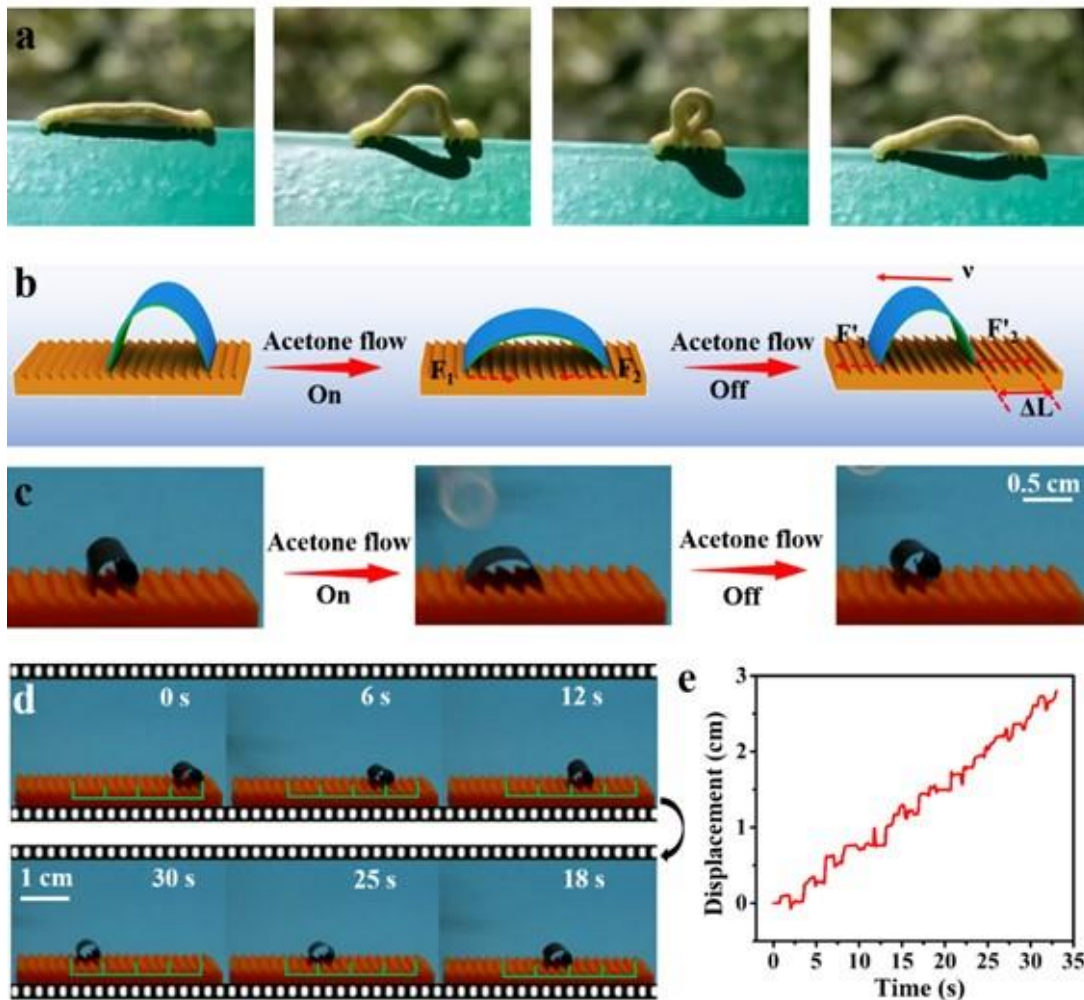 a
b
Acetone flow
On
F₁
F₂
Acetone flow
Off
v
F'₂
ΔL
c
Acetone flow
On
Acetone flow
Off
0.5 cm
d
0 s
6 s
12 s
1 cm
30 s
25 s
18 s
e
Displacement (cm)
3
2
1
0
0 5 10 15 20 25 30 35
Time (s)